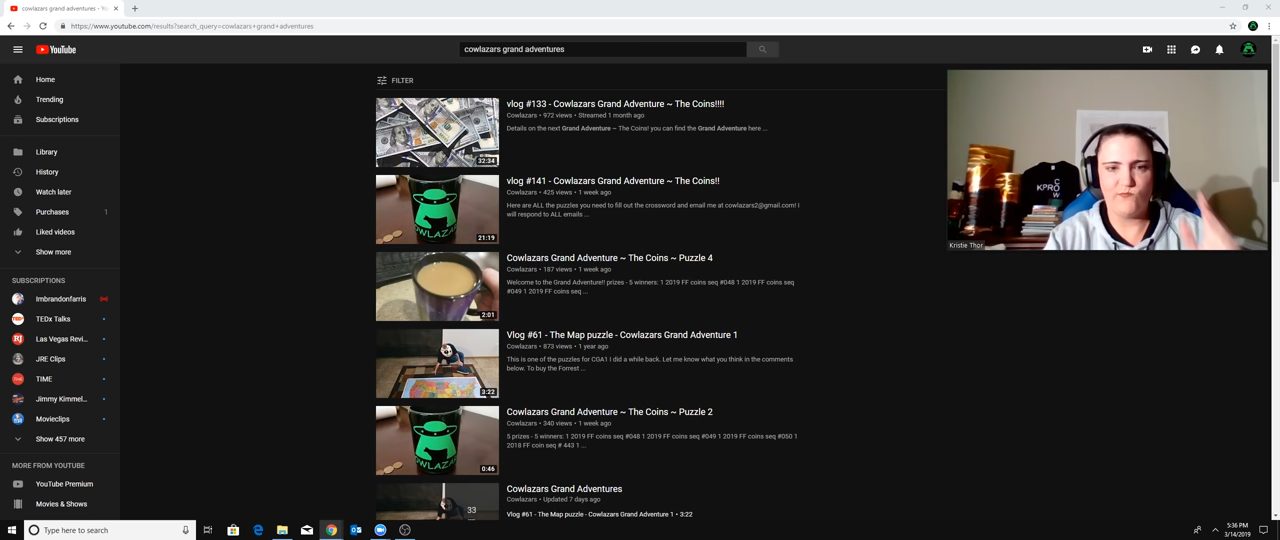 cowlazars grand adventures - Yo
https://www.youtube.com/results?search_query=cowlazars+grand+adventures
YouTube
cowlazars grand adventures
Home
Trending
Subscriptions
Library
History
Watch later
Purchases 1
Liked videos
Show more
SUBSCRIPTIONS
Imbrandonfarris
TEDx Talks
Las Vegas Revi...
JRE Clips
TIME
Jimmy Kimmel...
Movieclips
Show 457 more
MORE FROM YOUTUBE
YouTube Premium
Movies & Shows
FILTER
32:34
vlog #133 - Cowlazars Grand Adventure ~ The Coins!!!!
Cowlazars • 972 views • Streamed 1 month ago
Details on the next Grand Adventure ~ The Coins! you can find the Grand Adventure here ...
21:19
vlog #141 - Cowlazars Grand Adventure ~ The Coins!!
Cowlazars • 425 views • 1 week ago
Here are ALL the puzzles you need to fill out the crossword and email me at cowlazars2@gmail.com! I
will respond to ALL emails ...
2:01
Cowlazars Grand Adventure ~ The Coins ~ Puzzle 4
Cowlazars • 187 views • 1 week ago
Welcome to the Grand Adventure!! prizes - 5 winners: 1 2019 FF coins seq #048 1 2019 FF coins seq
#049 1 2019 FF coins seq ...
3:22
Vlog #61 - The Map puzzle - Cowlazars Grand Adventure 1
Cowlazars • 873 views • 1 year ago
This is one of the puzzles for CGA1 I did a while back. Let me know what you think in the comments
below. To buy the Forrest ...
0:46
Cowlazars Grand Adventure ~ The Coins ~ Puzzle 2
Cowlazars • 340 views • 1 week ago
5 prizes - 5 winners: 1 2019 FF coins seq #048 1 2019 FF coins seq #049 1 2019 FF coins seq #050 1
2018 FF coin seq # 443 1 ...
33
Cowlazars Grand Adventures
Cowlazars • Updated 7 days ago
Vlog #61 - The Map puzzle - Cowlazars Grand Adventure 1 • 3:22
KPRO
Kristie Thor
Type here to search
5:36 PM
3/14/2019